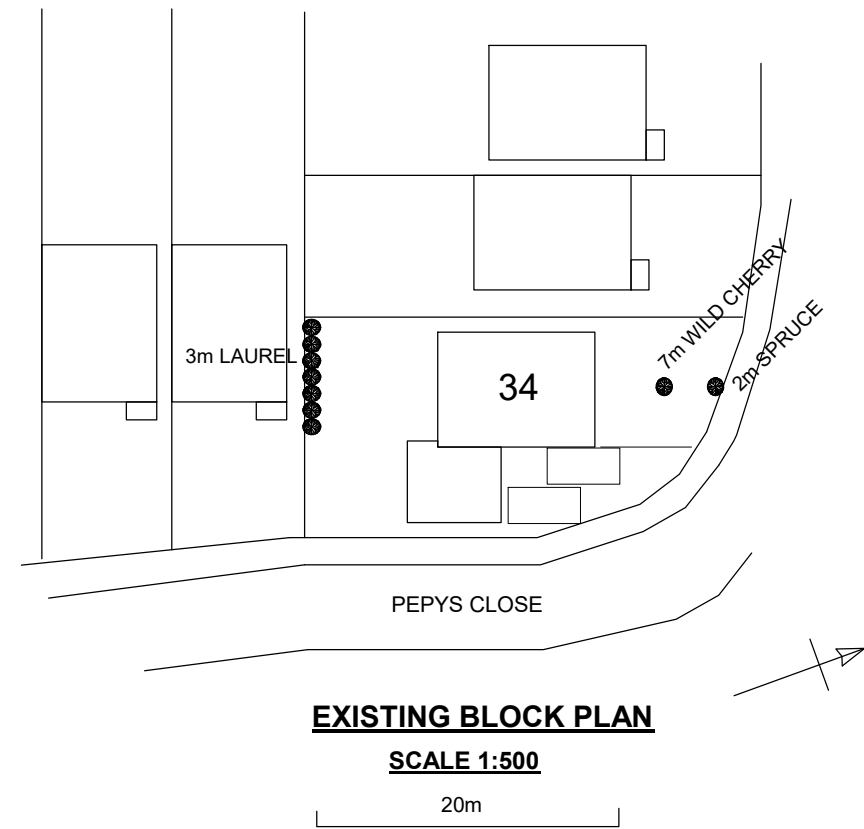 7m WILD CHERRY
3m LAUREL
2m SPRUCE
34
PEPYS CLOSE
EXISTING BLOCK PLAN
SCALE 1:500
20m